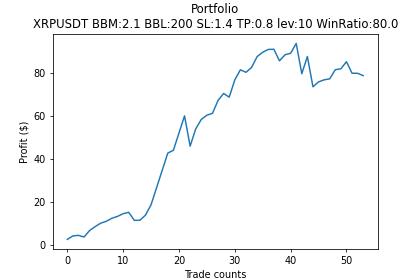 Portfolio
XRPUSDT BBM:2.1 BBL:200 SL:1.4 TP:0.8 lev:10 WinRatio:80.0
Profit ($)
80
60
40
20
0
0 10 20 30 40 50
Trade counts